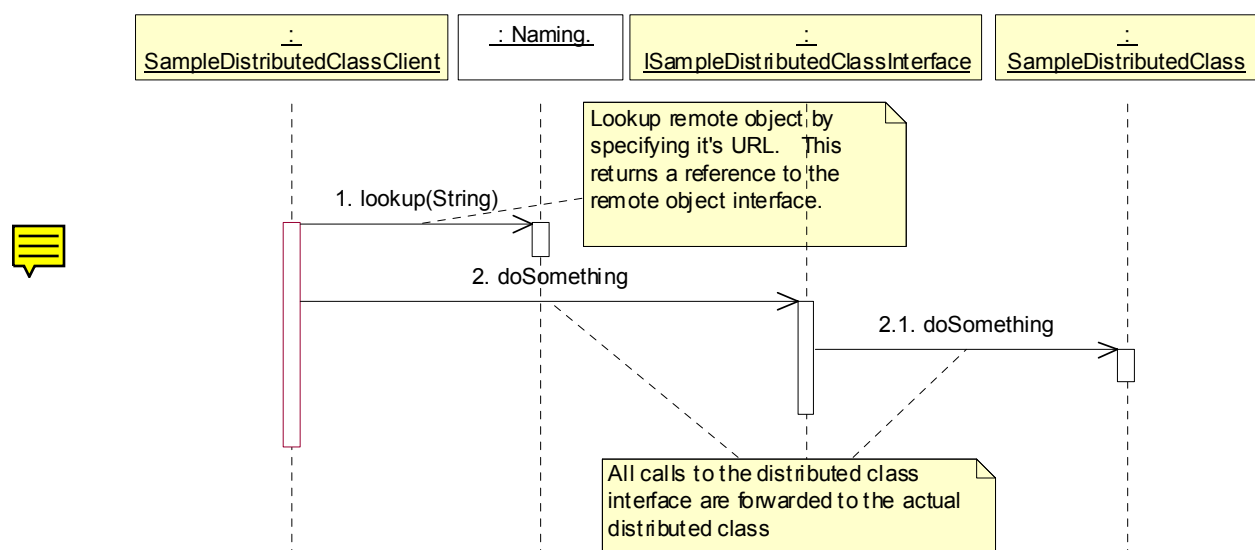 :
SampleDistributedClassClient
: Naming.
:
ISampleDistributedClassInterface
:
SampleDistributedClass
Lookup remote object by
specifying it's URL. This
returns a reference to the
remote object interface.
1. lookup(String)
2. doSomething
2.1. doSomething
All calls to the distributed class
interface are forwarded to the actual
distributed class